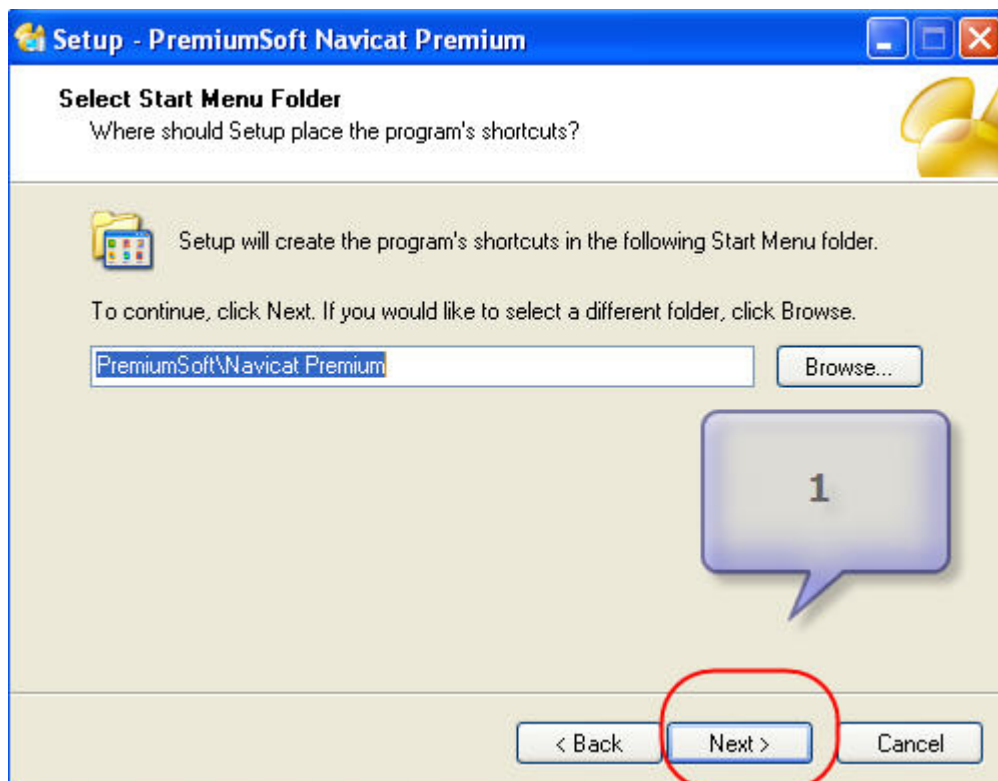 Setup - PremiumSoft Navicat Premium
Select Start Menu Folder
Where should Setup place the program's shortcuts?
Setup will create the program's shortcuts in the following Start Menu folder.
To continue, click Next. If you would like to select a different folder, click Browse.
PremiumSoft\Navicat Premium
Browse...
1
< Back
Next >
Cancel